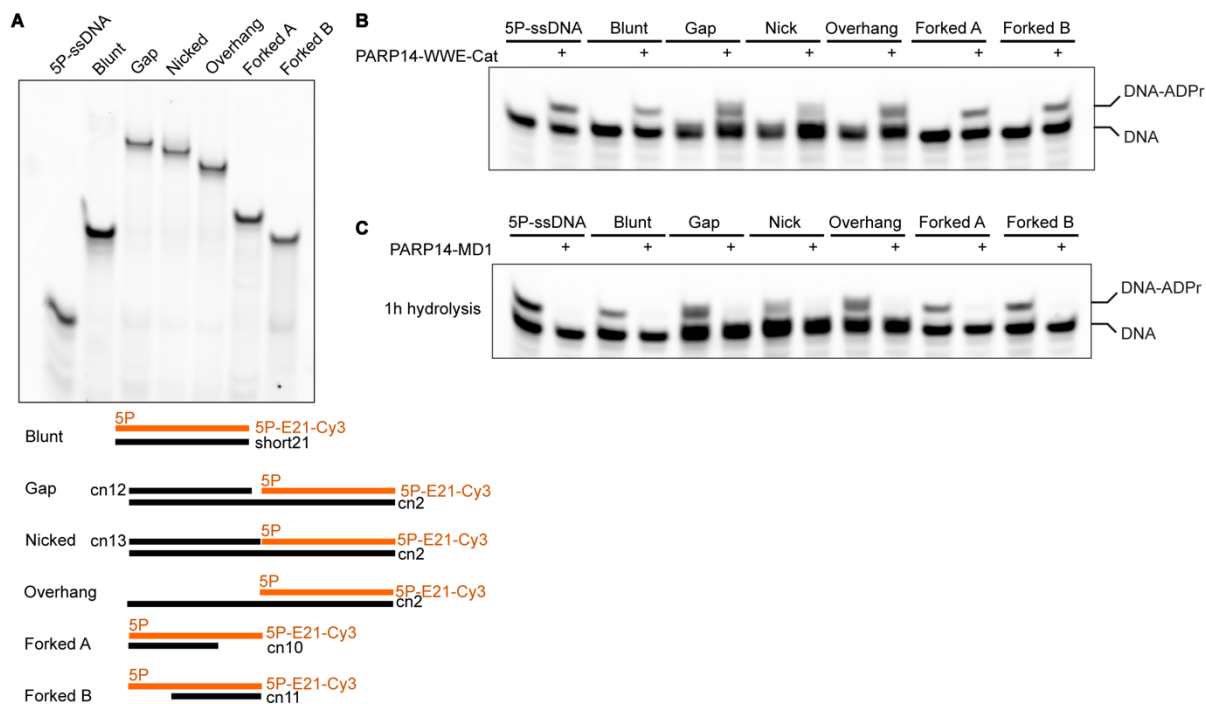 A
5P-ssDNA Blunt Gap Nicked Overhang Forked A Forked B
B
5P-ssDNA Blunt Gap Nick Overhang Forked A Forked B
PARP14-WWE-Cat + + + + + + +
DNA-ADPr
DNA
C
5P-ssDNA Blunt Gap Nick Overhang Forked A Forked B
PARP14-MD1 + + + + + + +
1h hydrolysis
DNA-ADPr
DNA
5P
Blunt 5P-E21-Cy3
short21
5P
Gap cn12 5P-E21-Cy3
cn2
5P
Nicked cn13 5P-E21-Cy3
cn2
5P
Overhang 5P-E21-Cy3
cn2
5P
Forked A 5P-E21-Cy3
cn10
5P
Forked B 5P-E21-Cy3
cn11